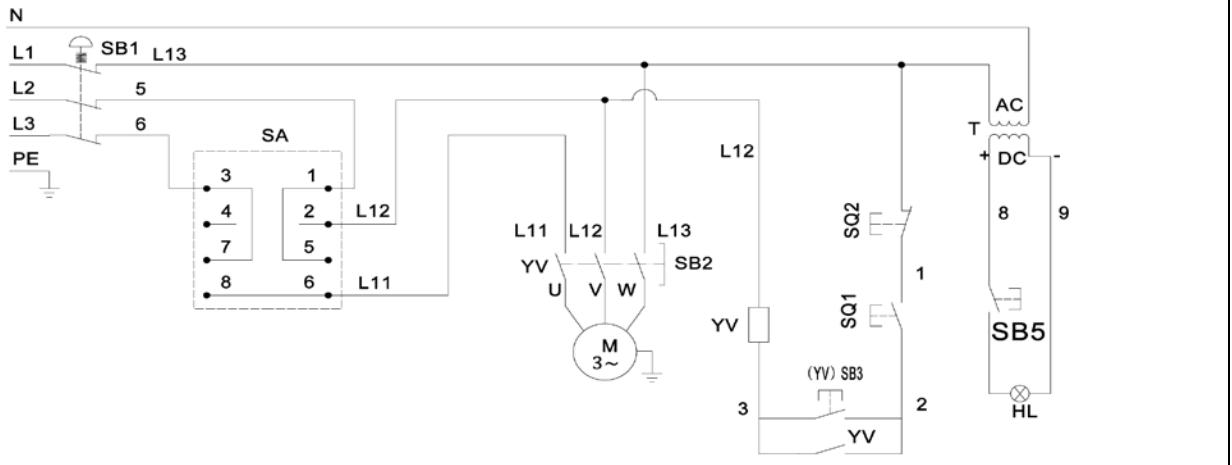 N
L1
SB1
L13
L2
5
L3
6
SA
PE
AC
T
+
DC
-
L12
3
1
4
2
L12
7
5
8
6
L11
L11
L12
L13
YV
SB2
U
V
W
M
3~
SQ2
8
9
1
YV
SQ1
SB5
(YV) SB3
3
2
HL
YV